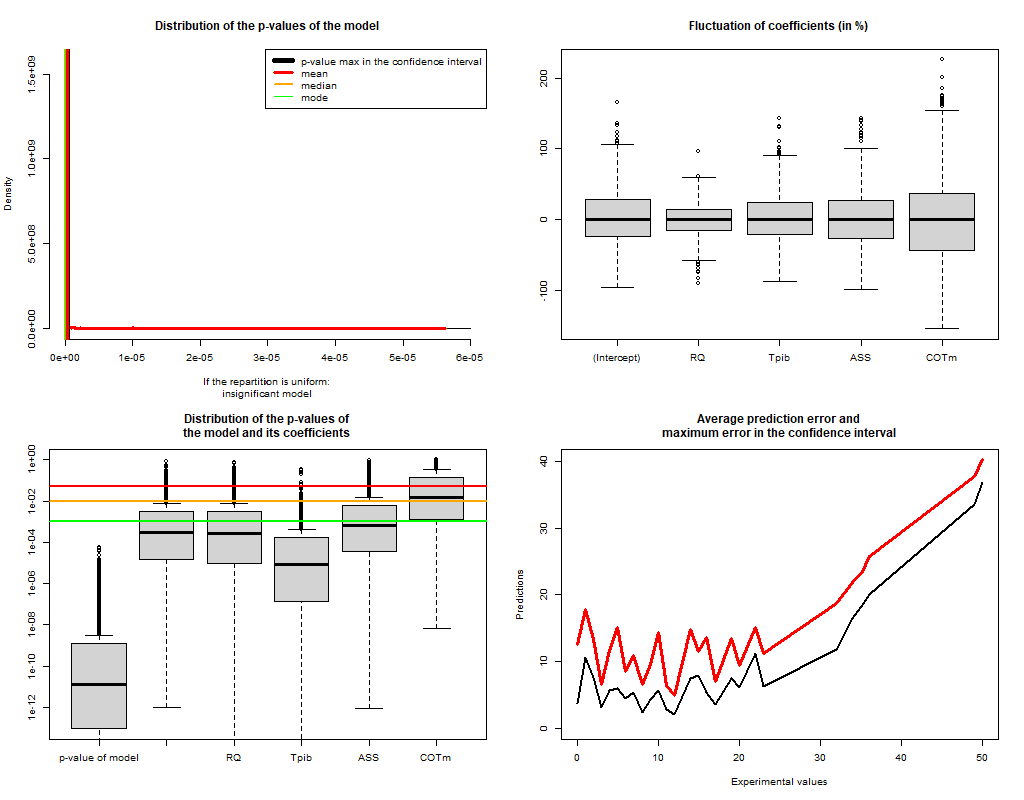 Distribution of the p-values of the model
p-value max in the confidence interval
mean
median
mode
Density
0.0e+00 5.0e+08 1.0e+09 1.5e+09
0e+00 1e-05 2e-05 3e-05 4e-05 5e-05 6e-05
If the repartition is uniform:
insignificant model
Fluctuation of coefficients (in %)
-100 0 100 200
(Intercept) RQ Tpib ASS COTm
Distribution of the p-values of
the model and its coefficients
1e-12 1e-10 1e-08 1e-06 1e-04 1e-02 1e+00
p-value of model RQ Tpib ASS COTm
Average prediction error and
maximum error in the confidence interval
Predictions
0 10 20 30 40
0 10 20 30 40 50
Experimental values